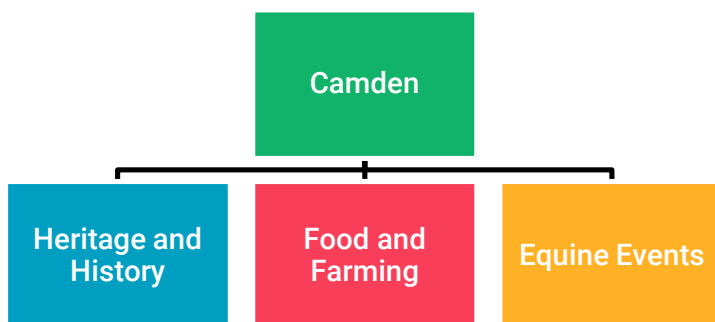 Camden
Heritage and
History
Food and
Farming
Equine Events